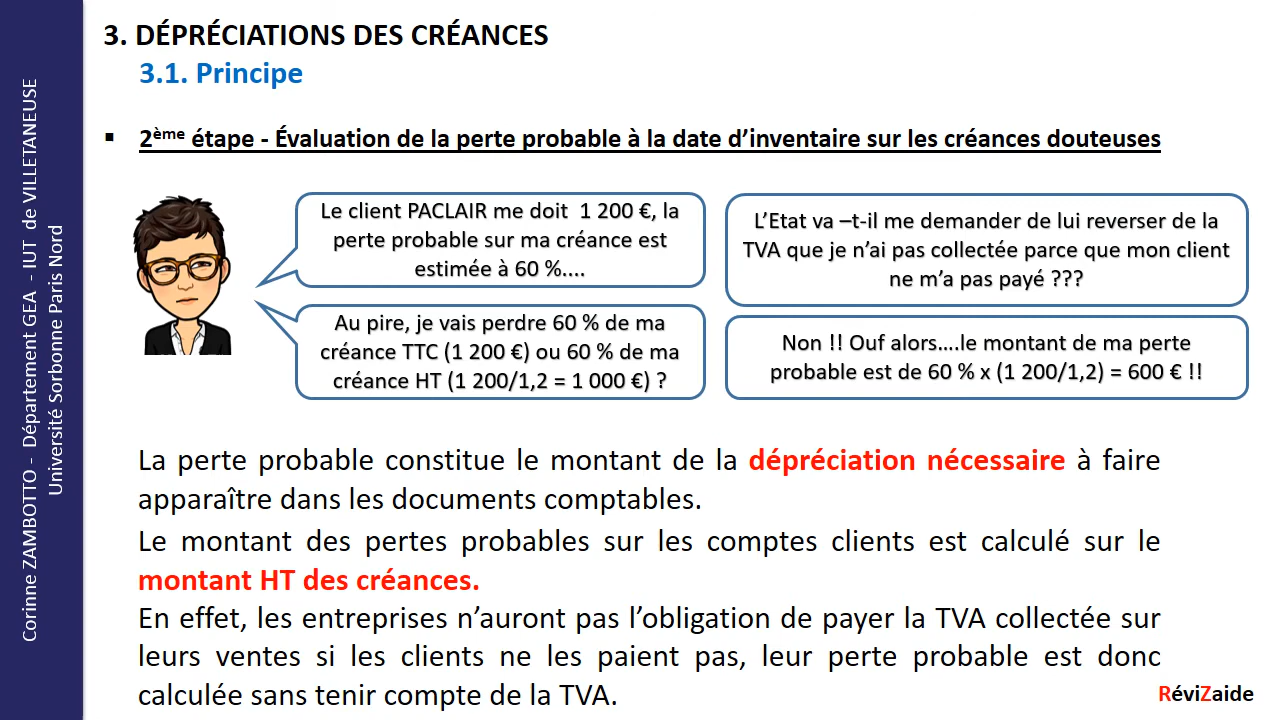 Corinne ZAMBOTTO - Département GEA - IUT de VILLETANEUSE
Université Sorbonne Paris Nord
3. DÉPRÉCIATIONS DES CRÉANCES
3.1. Principe
▪ 2ème étape - Évaluation de la perte probable à la date d’inventaire sur les créances douteuses
Le client PACLAIR me doit 1 200 €, la
perte probable sur ma créance est
estimée à 60 %....
Au pire, je vais perdre 60 % de ma
créance TTC (1 200 €) ou 60 % de ma
créance HT (1 200/1,2 = 1 000 €) ?
L’Etat va –t-il me demander de lui reverser de la
TVA que je n’ai pas collectée parce que mon client
ne m’a pas payé ???
Non !! Ouf alors....le montant de ma perte
probable est de 60 % x (1 200/1,2) = 600 € !!
La perte probable constitue le montant de la dépréciation nécessaire à faire
apparaître dans les documents comptables.
Le montant des pertes probables sur les comptes clients est calculé sur le
montant HT des créances.
En effet, les entreprises n’auront pas l’obligation de payer la TVA collectée sur
leurs ventes si les clients ne les paient pas, leur perte probable est donc
calculée sans tenir compte de la TVA.
RéviZaide